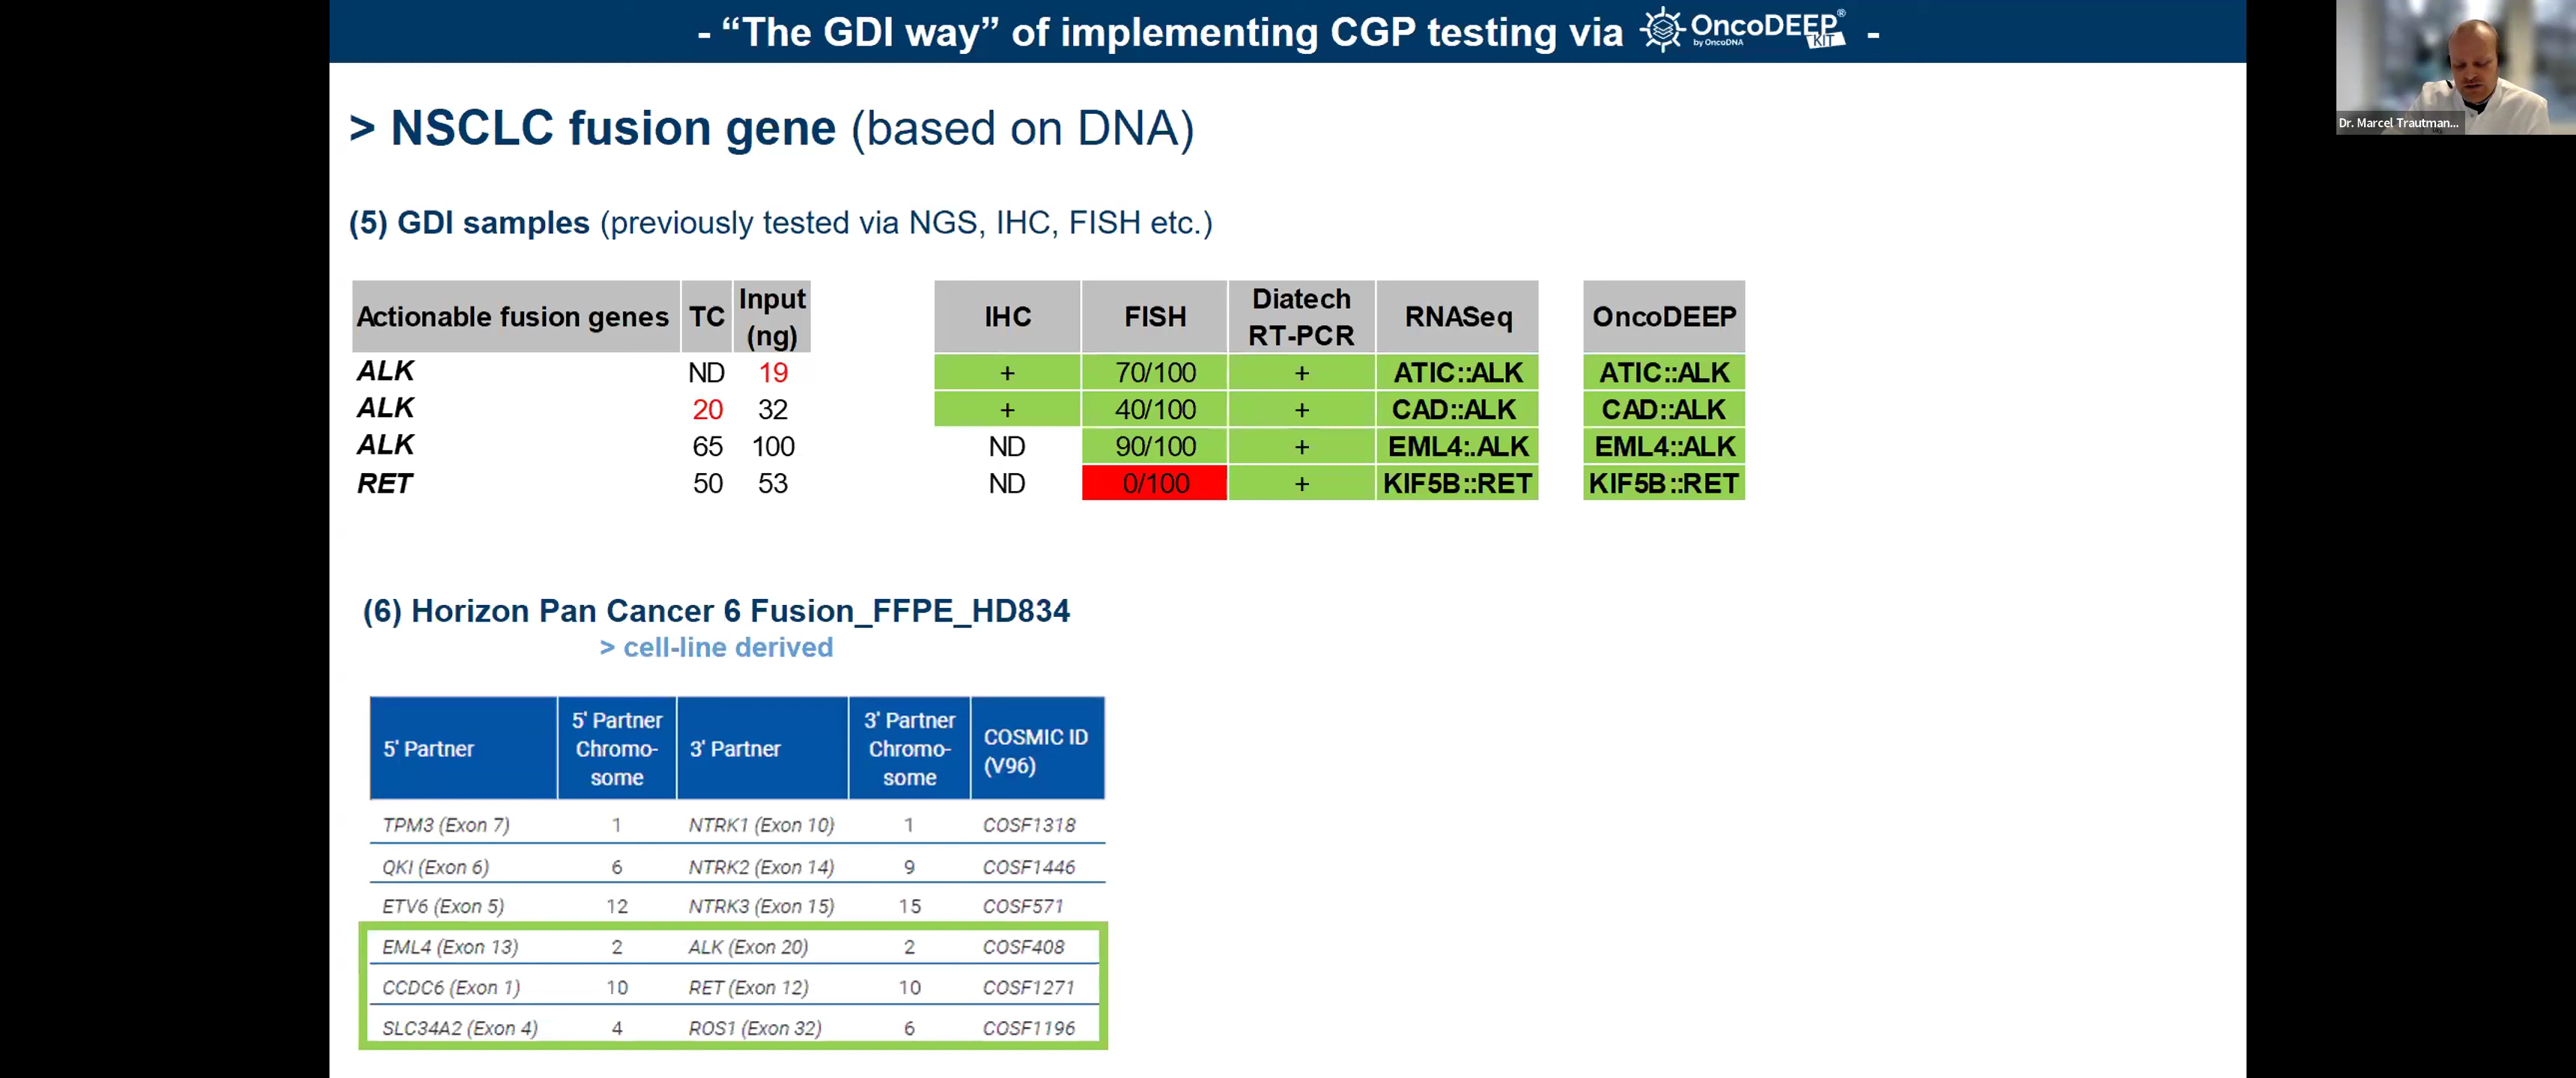 - “The GDI way” of implementing CGP testing via OncoDEEP® KIT by OncoDNA -
Dr. Marcel Trautman...
> NSCLC fusion gene (based on DNA)
(5) GDI samples (previously tested via NGS, IHC, FISH etc.)
Actionable fusion genes TC Input (ng) IHC FISH Diatech RT-PCR RNASeq OncoDEEP
ALK ND 19 + 70/100 + ATIC::ALK ATIC::ALK
ALK 20 32 + 40/100 + CAD::ALK CAD::ALK
ALK 65 100 ND 90/100 + EML4::ALK EML4::ALK
RET 50 53 ND 0/100 + KIF5B::RET KIF5B::RET
(6) Horizon Pan Cancer 6 Fusion_FFPE_HD834
> cell-line derived
5' Partner 5' Partner Chromo-some 3' Partner 3' Partner Chromo-some COSMIC ID (V96)
TPM3 (Exon 7) 1 NTRK1 (Exon 10) 1 COSF1318
QKI (Exon 6) 6 NTRK2 (Exon 14) 9 COSF1446
ETV6 (Exon 5) 12 NTRK3 (Exon 15) 15 COSF571
EML4 (Exon 13) 2 ALK (Exon 20) 2 COSF408
CCDC6 (Exon 1) 10 RET (Exon 12) 10 COSF1271
SLC34A2 (Exon 4) 4 ROS1 (Exon 32) 6 COSF1196